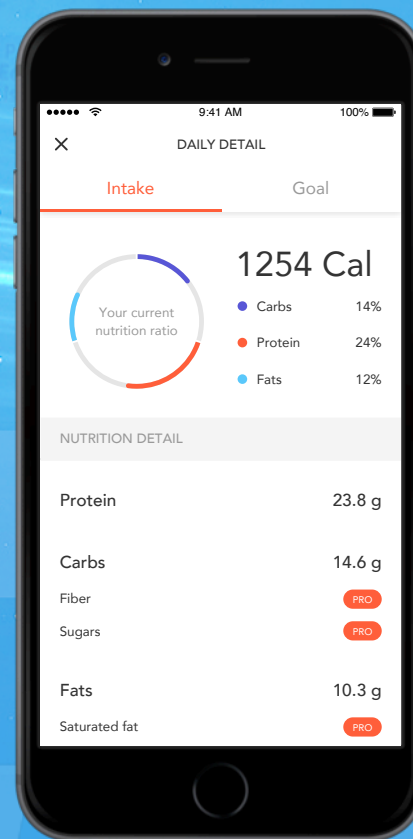 9:41 AM 100%
DAILY DETAIL
Intake Goal
1254 Cal
Your current
nutrition ratio
Carbs 14%
Protein 24%
Fats 12%
NUTRITION DETAIL
Protein 23.8 g
Carbs 14.6 g
Fiber PRO
Sugars PRO
Fats 10.3 g
Saturated fat PRO